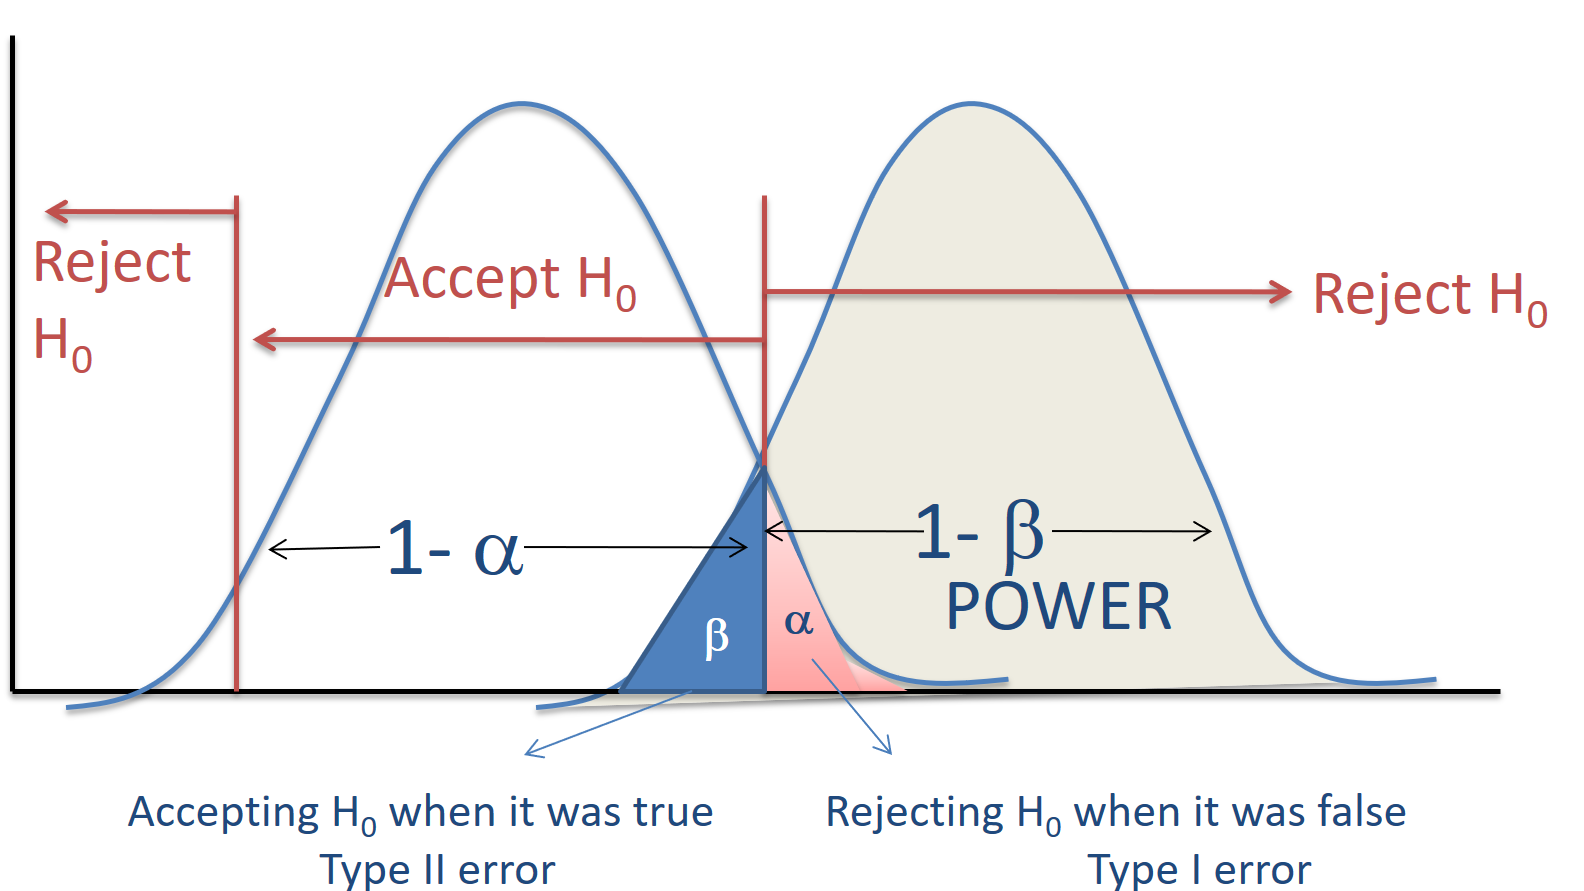 Reject
H₀
Accept H₀
Reject H₀
1- α
1- β
POWER
β
α
Accepting H₀ when it was true
Type II error
Rejecting H₀ when it was false
Type I error